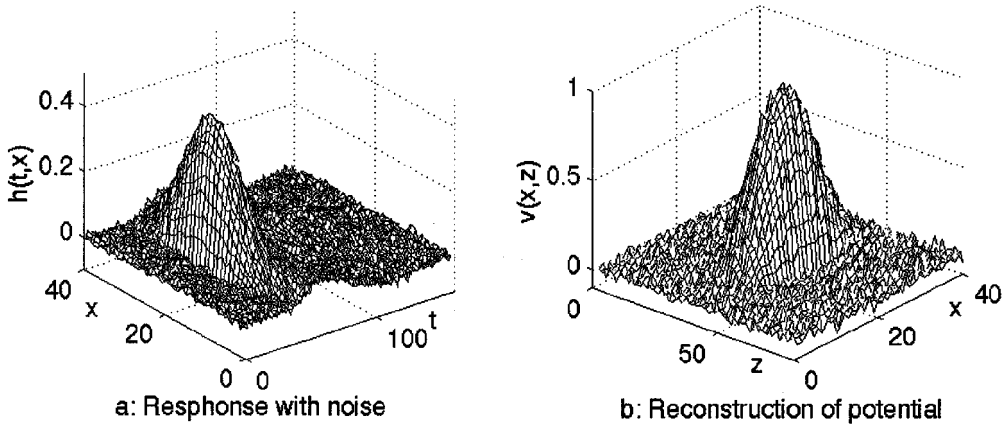 h(t,x)
0.4
0.2
0
40
x
20
0
0
100
t
a: Resphonse with noise
v(x,z)
1
0.5
0
0
50
z
0
20
x
40
b: Reconstruction of potential